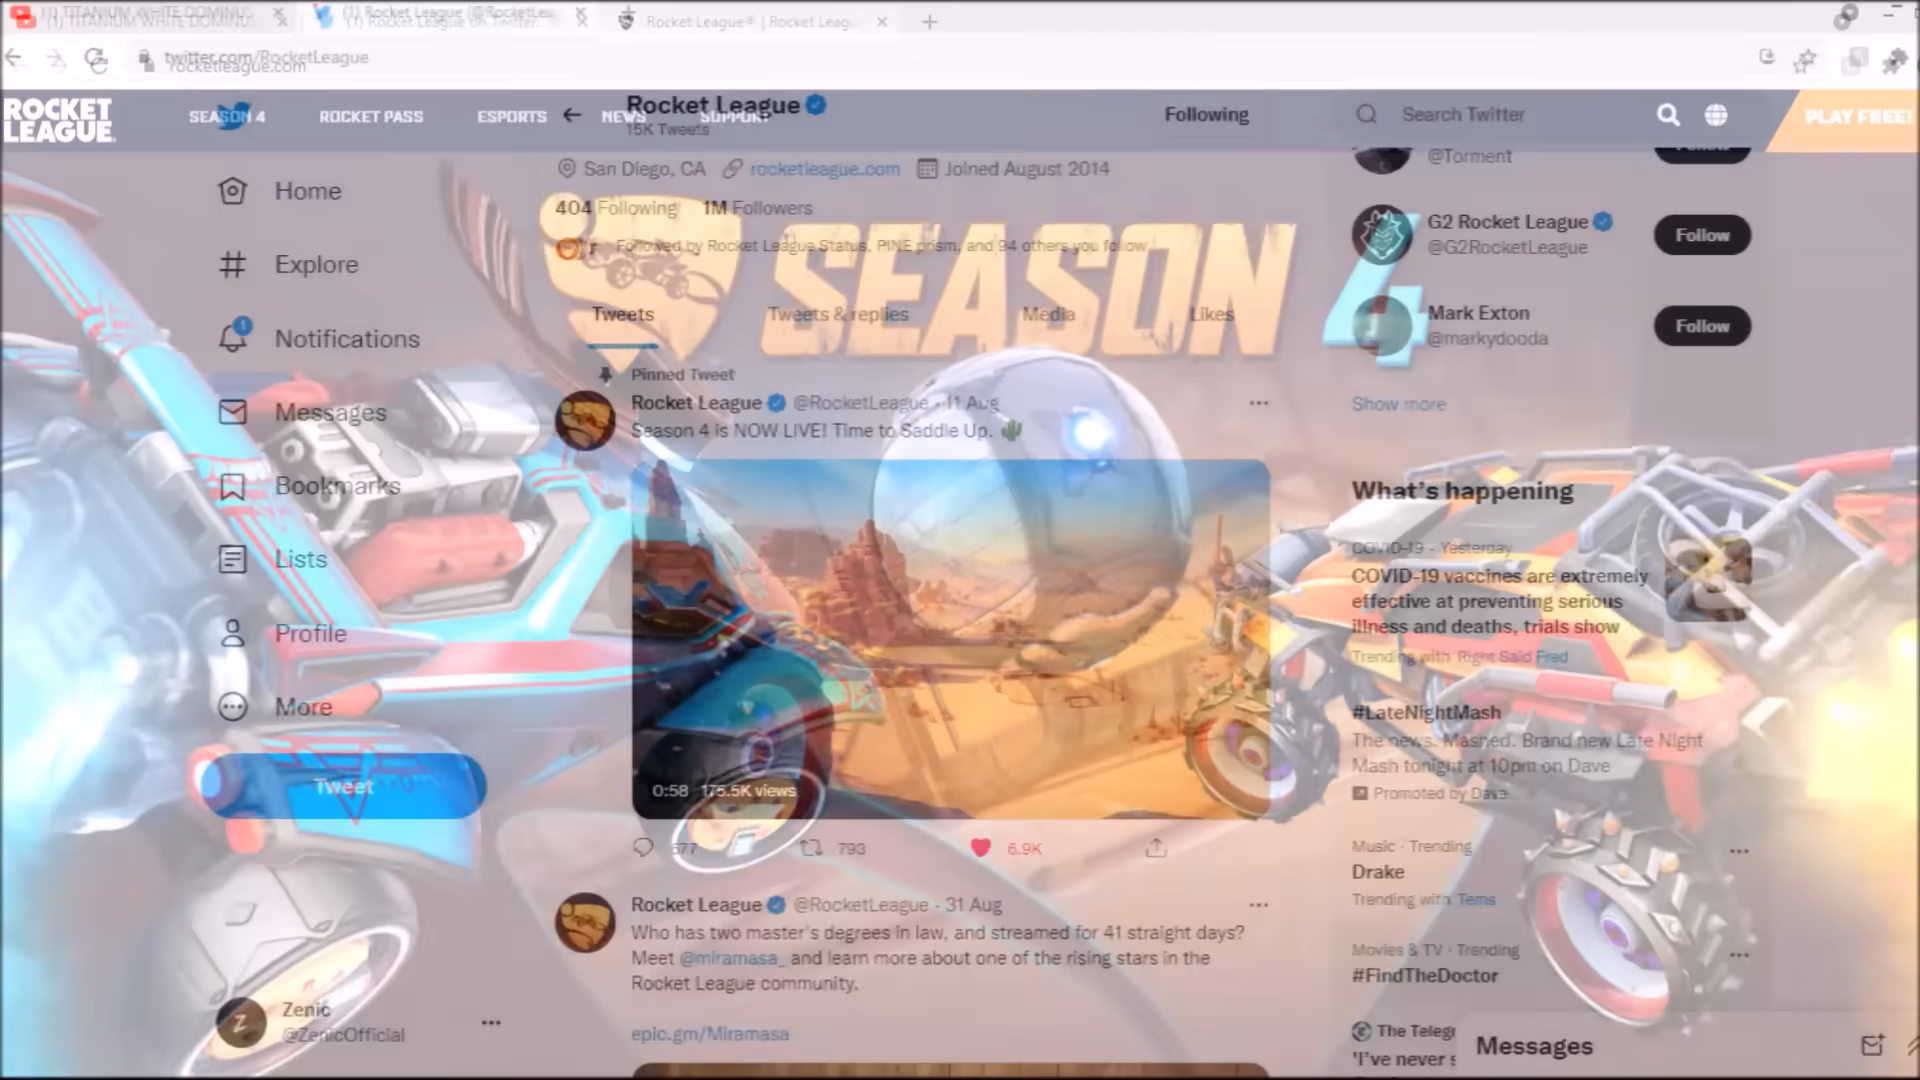 (1) TITANIUM WHITE DOMINUS
(1) Rocket League (@RocketLea
(1) TITANIUM WHITE DOMINUS
(1) Rocket League on Twitter:
Rocket League® | Rocket Leag
twitter.com/RocketLeague
rocketleague.com
ROCKET
LEAGUE
SEASON 4
ROCKET PASS
ESPORTS
NEWS
SUPPORT
PLAY FREE!
Rocket League
15K Tweets
Following
Search Twitter
San Diego, CA
rocketleague.com
Joined August 2014
404 Following
1M Followers
Followed by Rocket League Status, PINE prism, and 94 others you follow
SEASON 4
Tweets
Tweets & replies
Media
Likes
Home
Explore
1
Notifications
Messages
Bookmarks
Lists
Profile
More
Tweet
Zenic
@ZenicOfficial
Z
Pinned Tweet
Rocket League @RocketLeague · 11 Aug
Season 4 is NOW LIVE! Time to Saddle Up.
0:58 175.5K views
577
793
6.9K
Rocket League @RocketLeague · 31 Aug
Who has two master's degrees in law, and streamed for 41 straight days?
Meet @miramasa_ and learn more about one of the rising stars in the
Rocket League community.
epic.gm/Miramasa
@Torment
Follow
G2 Rocket League
@G2RocketLeague
Follow
Mark Exton
@markydooda
Follow
Show more
What's happening
COVID-19 · Yesterday
COVID-19 vaccines are extremely
effective at preventing serious
illness and deaths, trials show
Trending with Right Said Fred
#LateNightMash
The news. Mashed. Brand new Late Night
Mash tonight at 10pm on Dave
Promoted by Dave
Music · Trending
Drake
Trending with Tems
Movies & TV · Trending
#FindTheDoctor
The Telegr
'I've never s
Messages